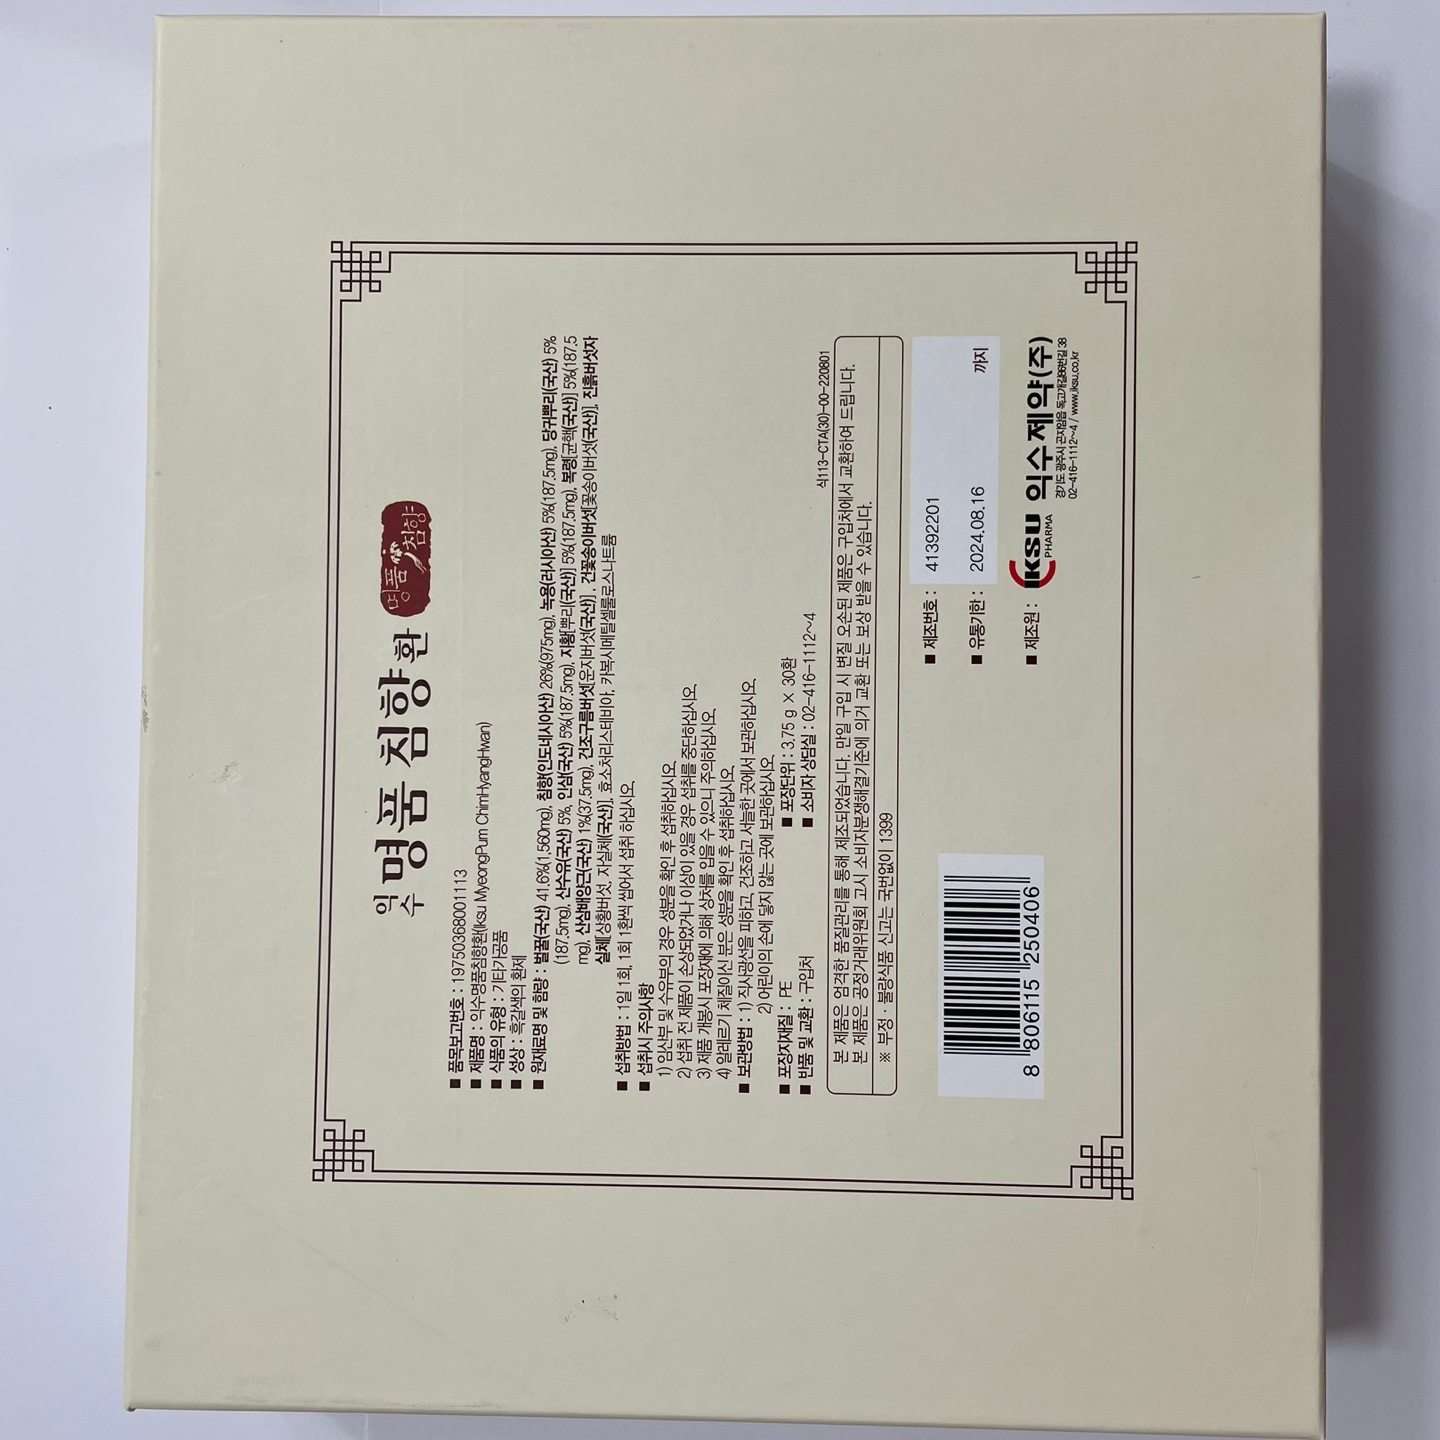 익수 명품 침향환
명품 침향
■ 품목보고번호 : 197503680011113
■ 제품명 : 익수명품침향환(Iksu MyeongPum ChimHyangHwan)
■ 식품의 유형 : 기타가공품
■ 성상 : 흑갈색의 환제
■ 원재료명 및 함량 : 벌꿀(국산) 41.6%(1,560mg), 침향(인도네시아산) 26%(975mg), 녹용(러시아산) 5%(187.5mg), 당귀뿌리(국산) 5%
(187.5mg), 산수유(국산) 5%, 인삼(국산) 5%(187.5mg), 지황[뿌리(국산)] 5%(187.5mg), 복령[균핵(국산)] 5%(187.5
mg), 산삼배양근(국산) 1%(37.5mg), 건조구름버섯[운지버섯(국산)], 건꽃송이버섯[꽃송이버섯(국산)], 진흙버섯자
실체[상황버섯, 자실체(국산)], 효소처리스테비아, 카복시메틸셀룰로스나트륨
■ 섭취방법 : 1일 1회, 1회 1환씩 씹어서 섭취 하십시오.
■ 섭취시 주의사항
1) 임산부 및 수유부의 경우 성분을 확인 후 섭취하십시오.
2) 섭취 전 제품이 손상되었거나 이상이 있을 경우 섭취를 중단하십시오.
3) 제품 개봉시 포장재에 의해 상처를 입을 수 있으니 주의하십시오.
4) 알레르기 체질이신 분은 성분을 확인 후 섭취하십시오.
■ 보관방법 : 1) 직사광선을 피하고, 건조하고 서늘한 곳에서 보관하십시오.
2) 어린이의 손에 닿지 않는 곳에 보관하십시오.
■ 포장지재질 : PE ■ 포장단위 : 3.75 g × 30환
■ 반품 및 교환 : 구입처 ■ 소비자 상담실 : 02-416-1112~4
식113-CTA(30)-00-220801
본 제품은 엄격한 품질관리를 통해 제조되었습니다. 만일 구입 시 변질 오손된 제품은 구입처에서 교환하여 드립니다.
본 제품은 공정거래위원회 고시 소비자분쟁해결기준에 의거 교환 또는 보상 받을 수 있습니다.
※ 부정 · 불량식품 신고는 국번없이 1399
■ 제조번호 : 41392201
■ 유통기한 : 2024.08.16 까지
■ 제조원 : IKSU PHARMA 익수제약(주)
경기도 광주시 곤지암읍 독고개길86번길 38
02-416-1112~4 / www.iksu.co.kr
8 806115 250406